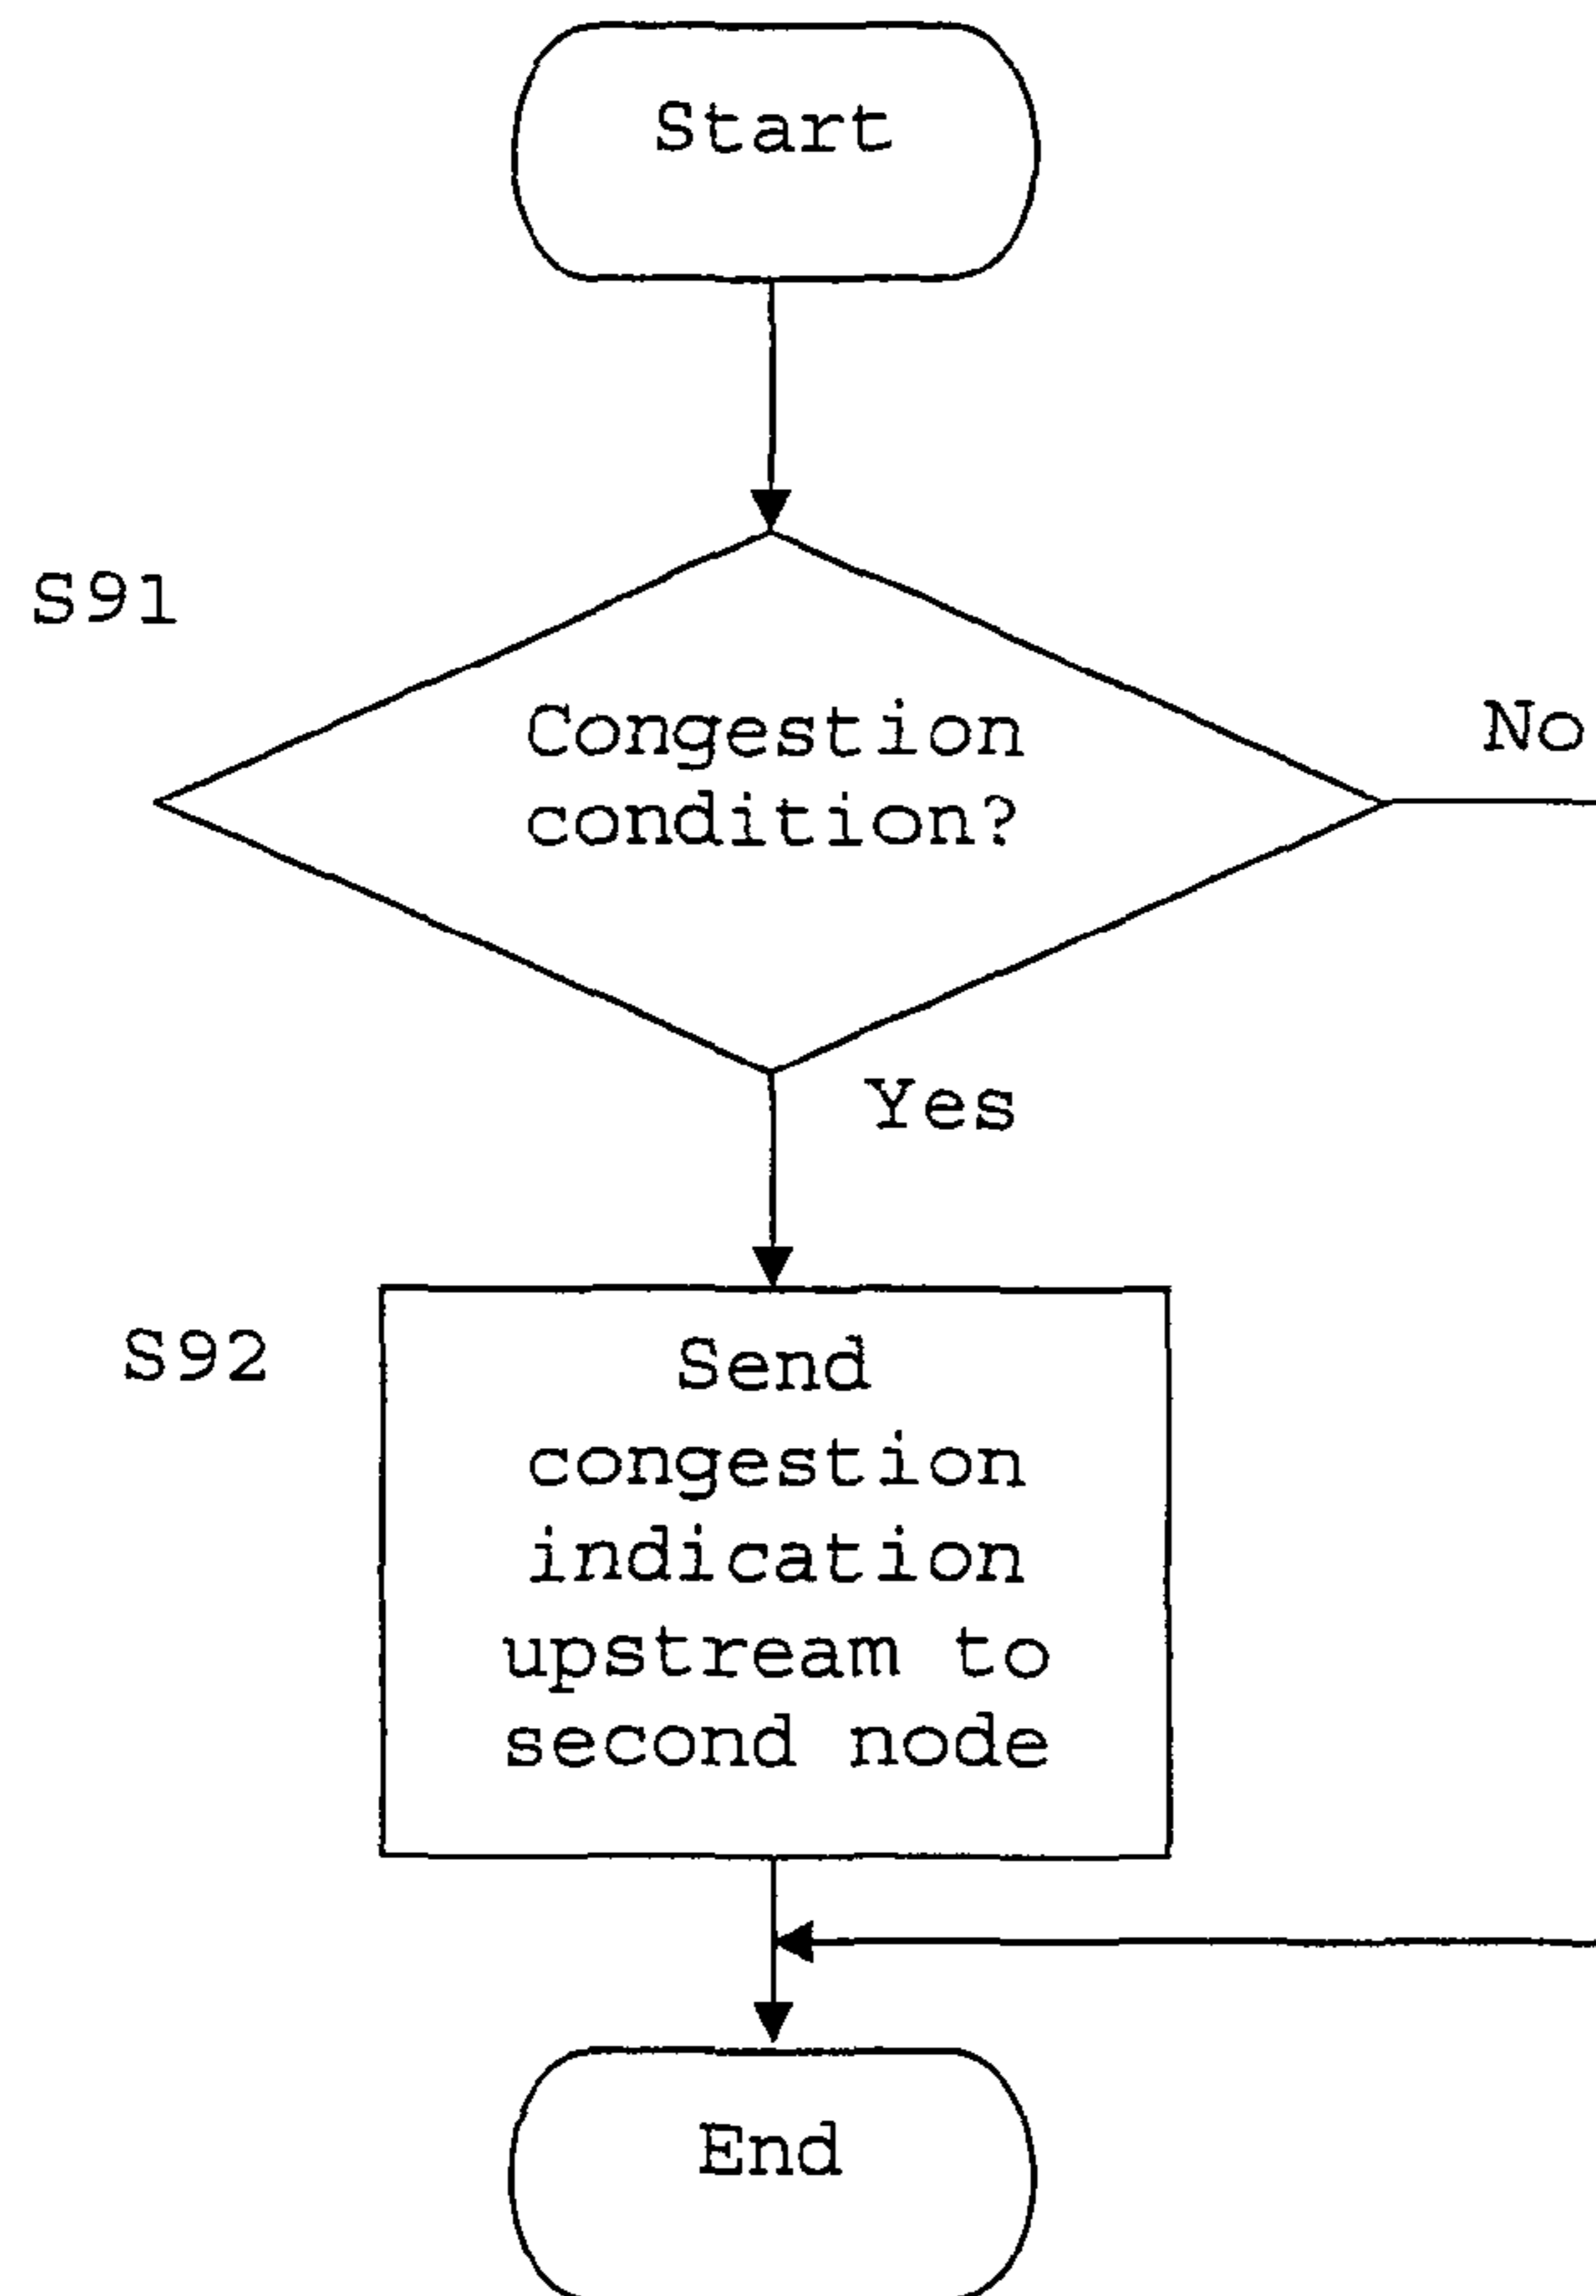 Start
S91
Congestion
condition?
No
Yes
S92
Send
congestion
indication
upstream to
second node
End